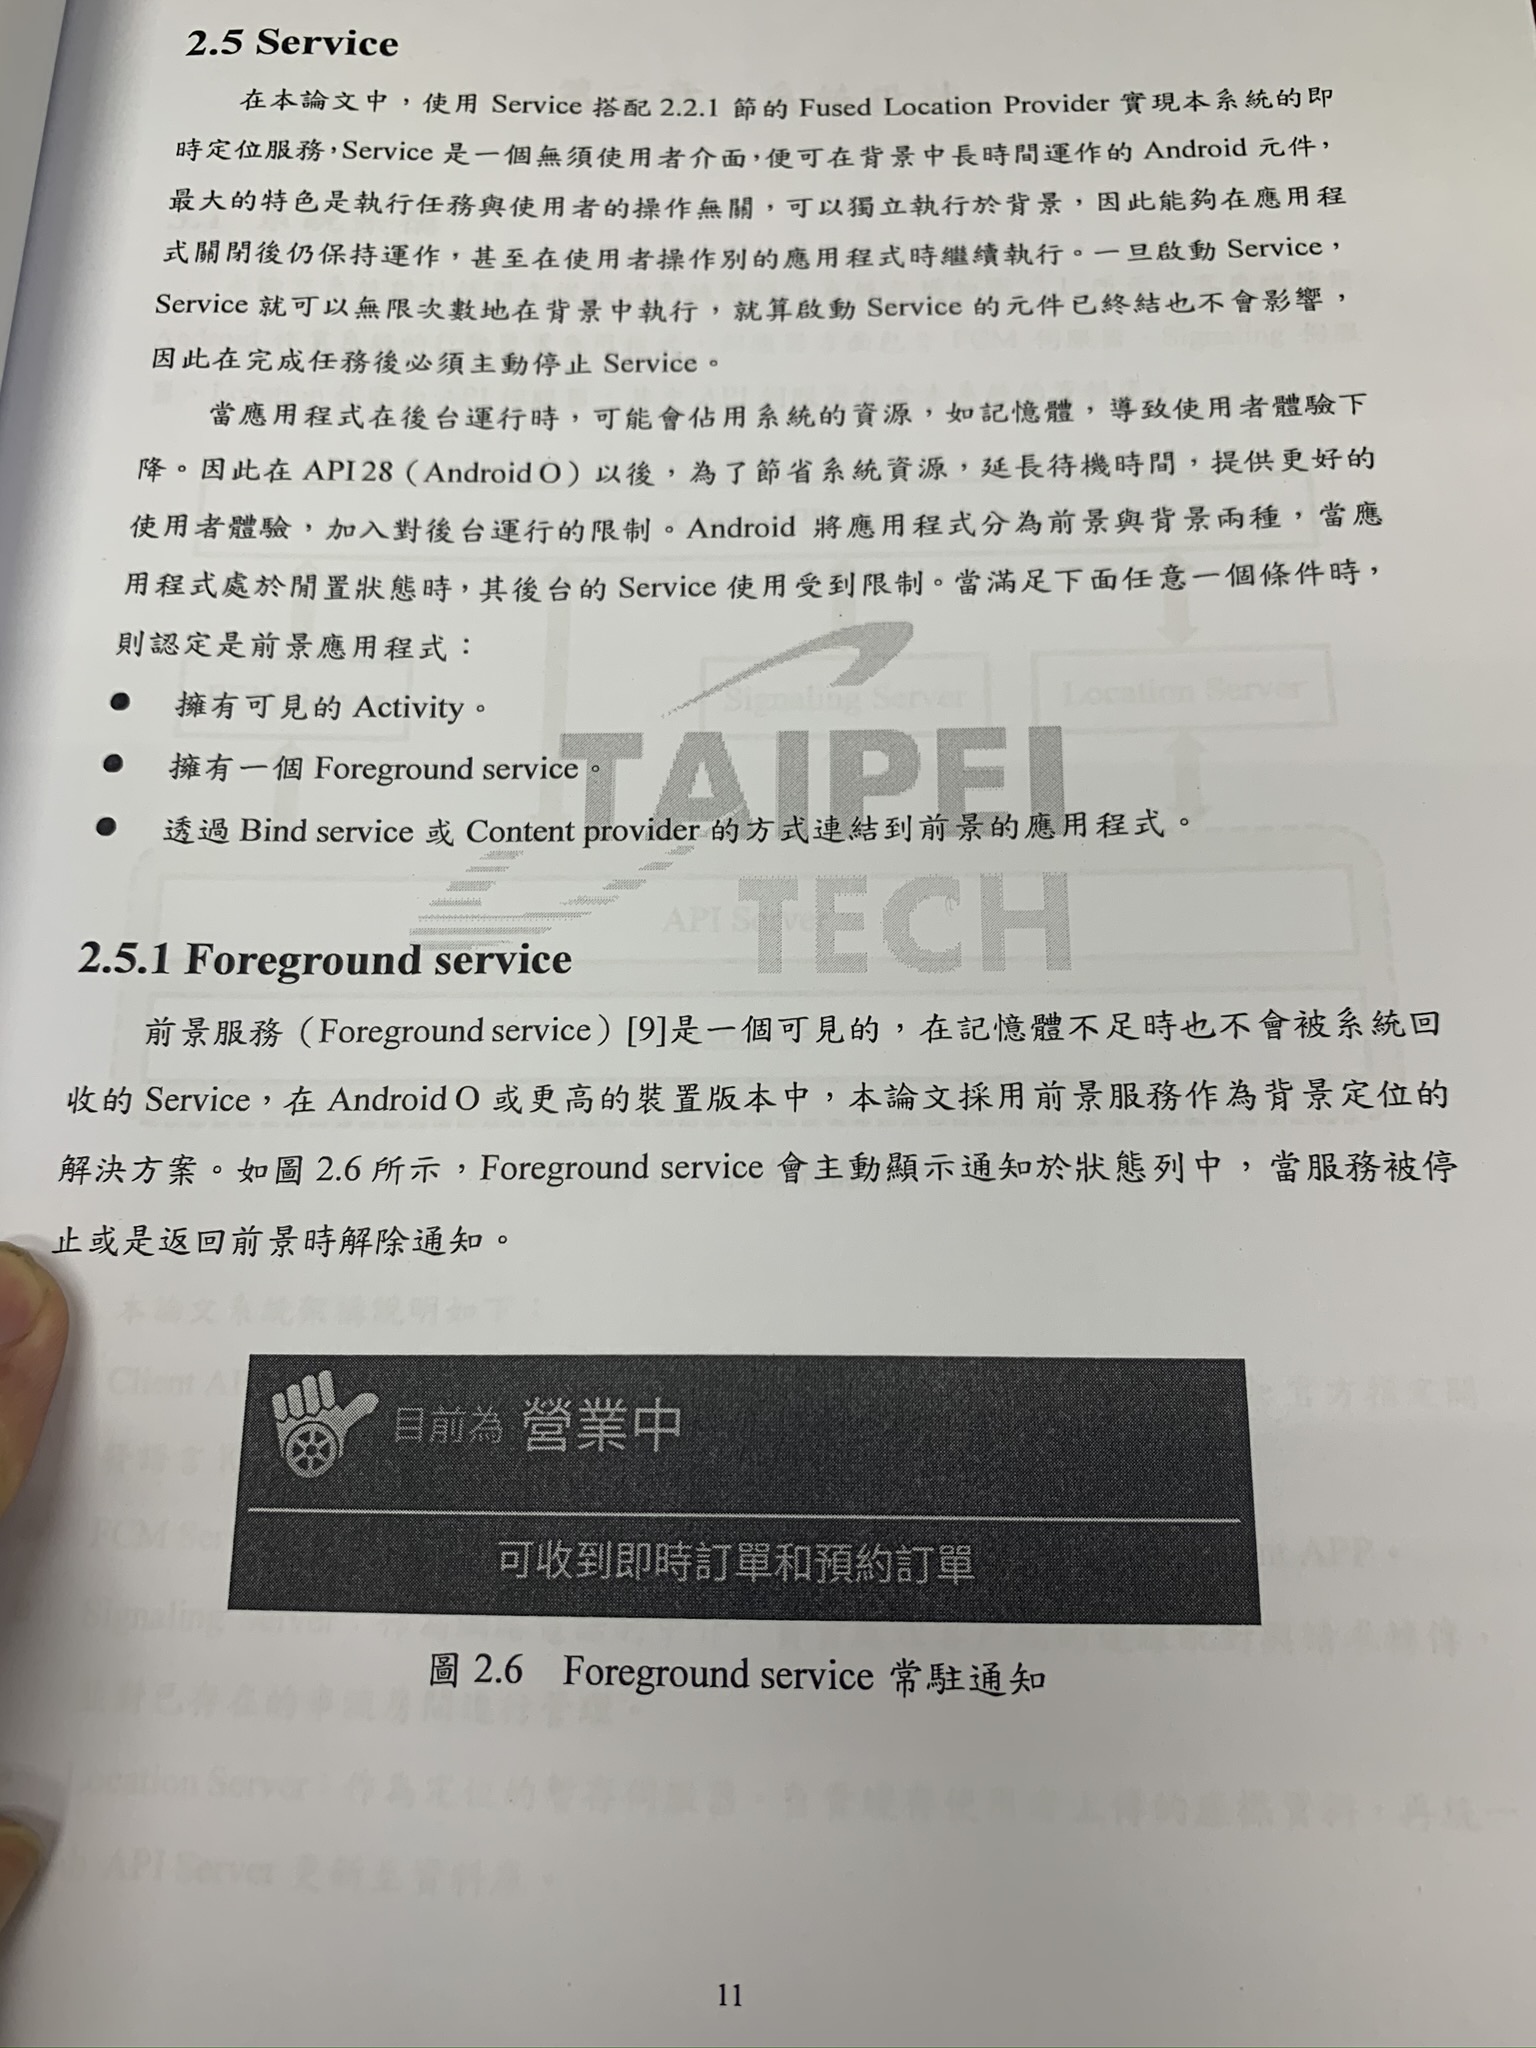 2.5 Service
在本論文中，使用 Service 搭配 2.2.1 節的 Fused Location Provider 實現本系統的即
時定位服務，Service 是一個無須使用者介面，便可在背景中長時間運作的 Android 元件，
最大的特色是執行任務與使用者的操作無關，可以獨立執行於背景，因此能夠在應用程
式關閉後仍保持運作，甚至在使用者操作別的應用程式時繼續執行。一旦啟動 Service，
Service 就可以無限次數地在背景中執行，就算啟動 Service 的元件已終結也不會影響，
因此在完成任務後必須主動停止 Service。
當應用程式在後台運行時，可能會佔用系統的資源，如記憶體，導致使用者體驗下
降。因此在 API 28（Android O）以後，為了節省系統資源，延長待機時間，提供更好的
使用者體驗，加入對後台運行的限制。Android 將應用程式分為前景與背景兩種，當應
用程式處於閒置狀態時，其後台的 Service 使用受到限制。當滿足下面任意一個條件時，
則認定是前景應用程式：
● 擁有可見的 Activity。
● 擁有一個 Foreground service。
● 透過 Bind service 或 Content provider 的方式連結到前景的應用程式。
TAIPEI
TECH
2.5.1 Foreground service
前景服務（Foreground service）[9]是一個可見的，在記憶體不足時也不會被系統回
收的 Service，在 Android O 或更高的裝置版本中，本論文採用前景服務作為背景定位的
解決方案。如圖 2.6 所示，Foreground service 會主動顯示通知於狀態列中，當服務被停
止或是返回前景時解除通知。
目前為 營業中
可收到即時訂單和預約訂單
圖 2.6 Foreground service 常駐通知
11